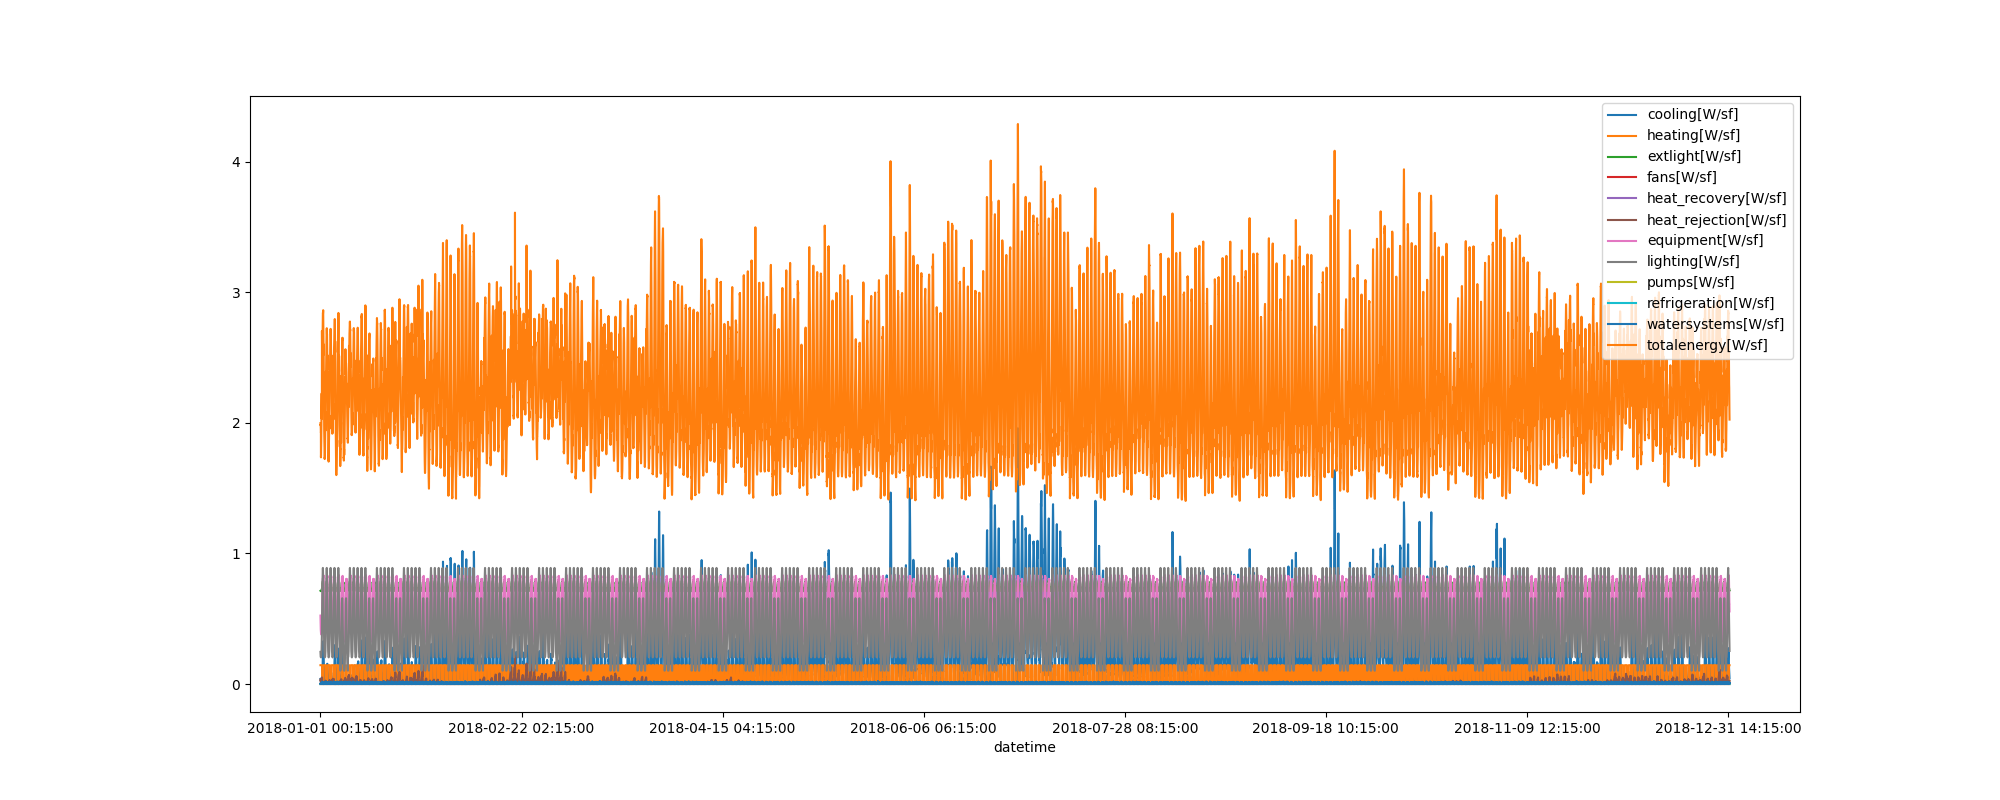 cooling[W/sf]
heating[W/sf]
extlight[W/sf]
fans[W/sf]
heat_recovery[W/sf]
heat_rejection[W/sf]
equipment[W/sf]
lighting[W/sf]
pumps[W/sf]
refrigeration[W/sf]
watersystems[W/sf]
totalenergy[W/sf]
4
3
2
1
0
2018-01-01 00:15:00 2018-02-22 02:15:00 2018-04-15 04:15:00 2018-06-06 06:15:00 2018-07-28 08:15:00 2018-09-18 10:15:00 2018-11-09 12:15:00 2018-12-31 14:15:00
datetime